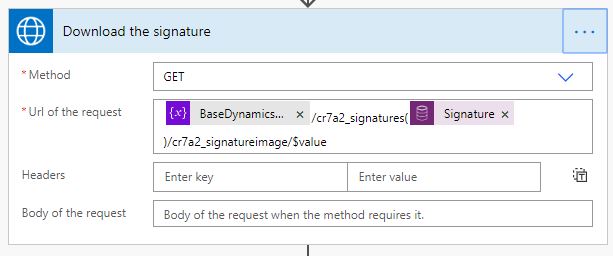 Download the signature
...
* Method
GET
* Url of the request
{x} BaseDynamics... × /cr7a2_signatures( Signature ×
)/cr7a2_signatureimage/$value
Headers
Enter key
Enter value
Body of the request
Body of the request when the method requires it.